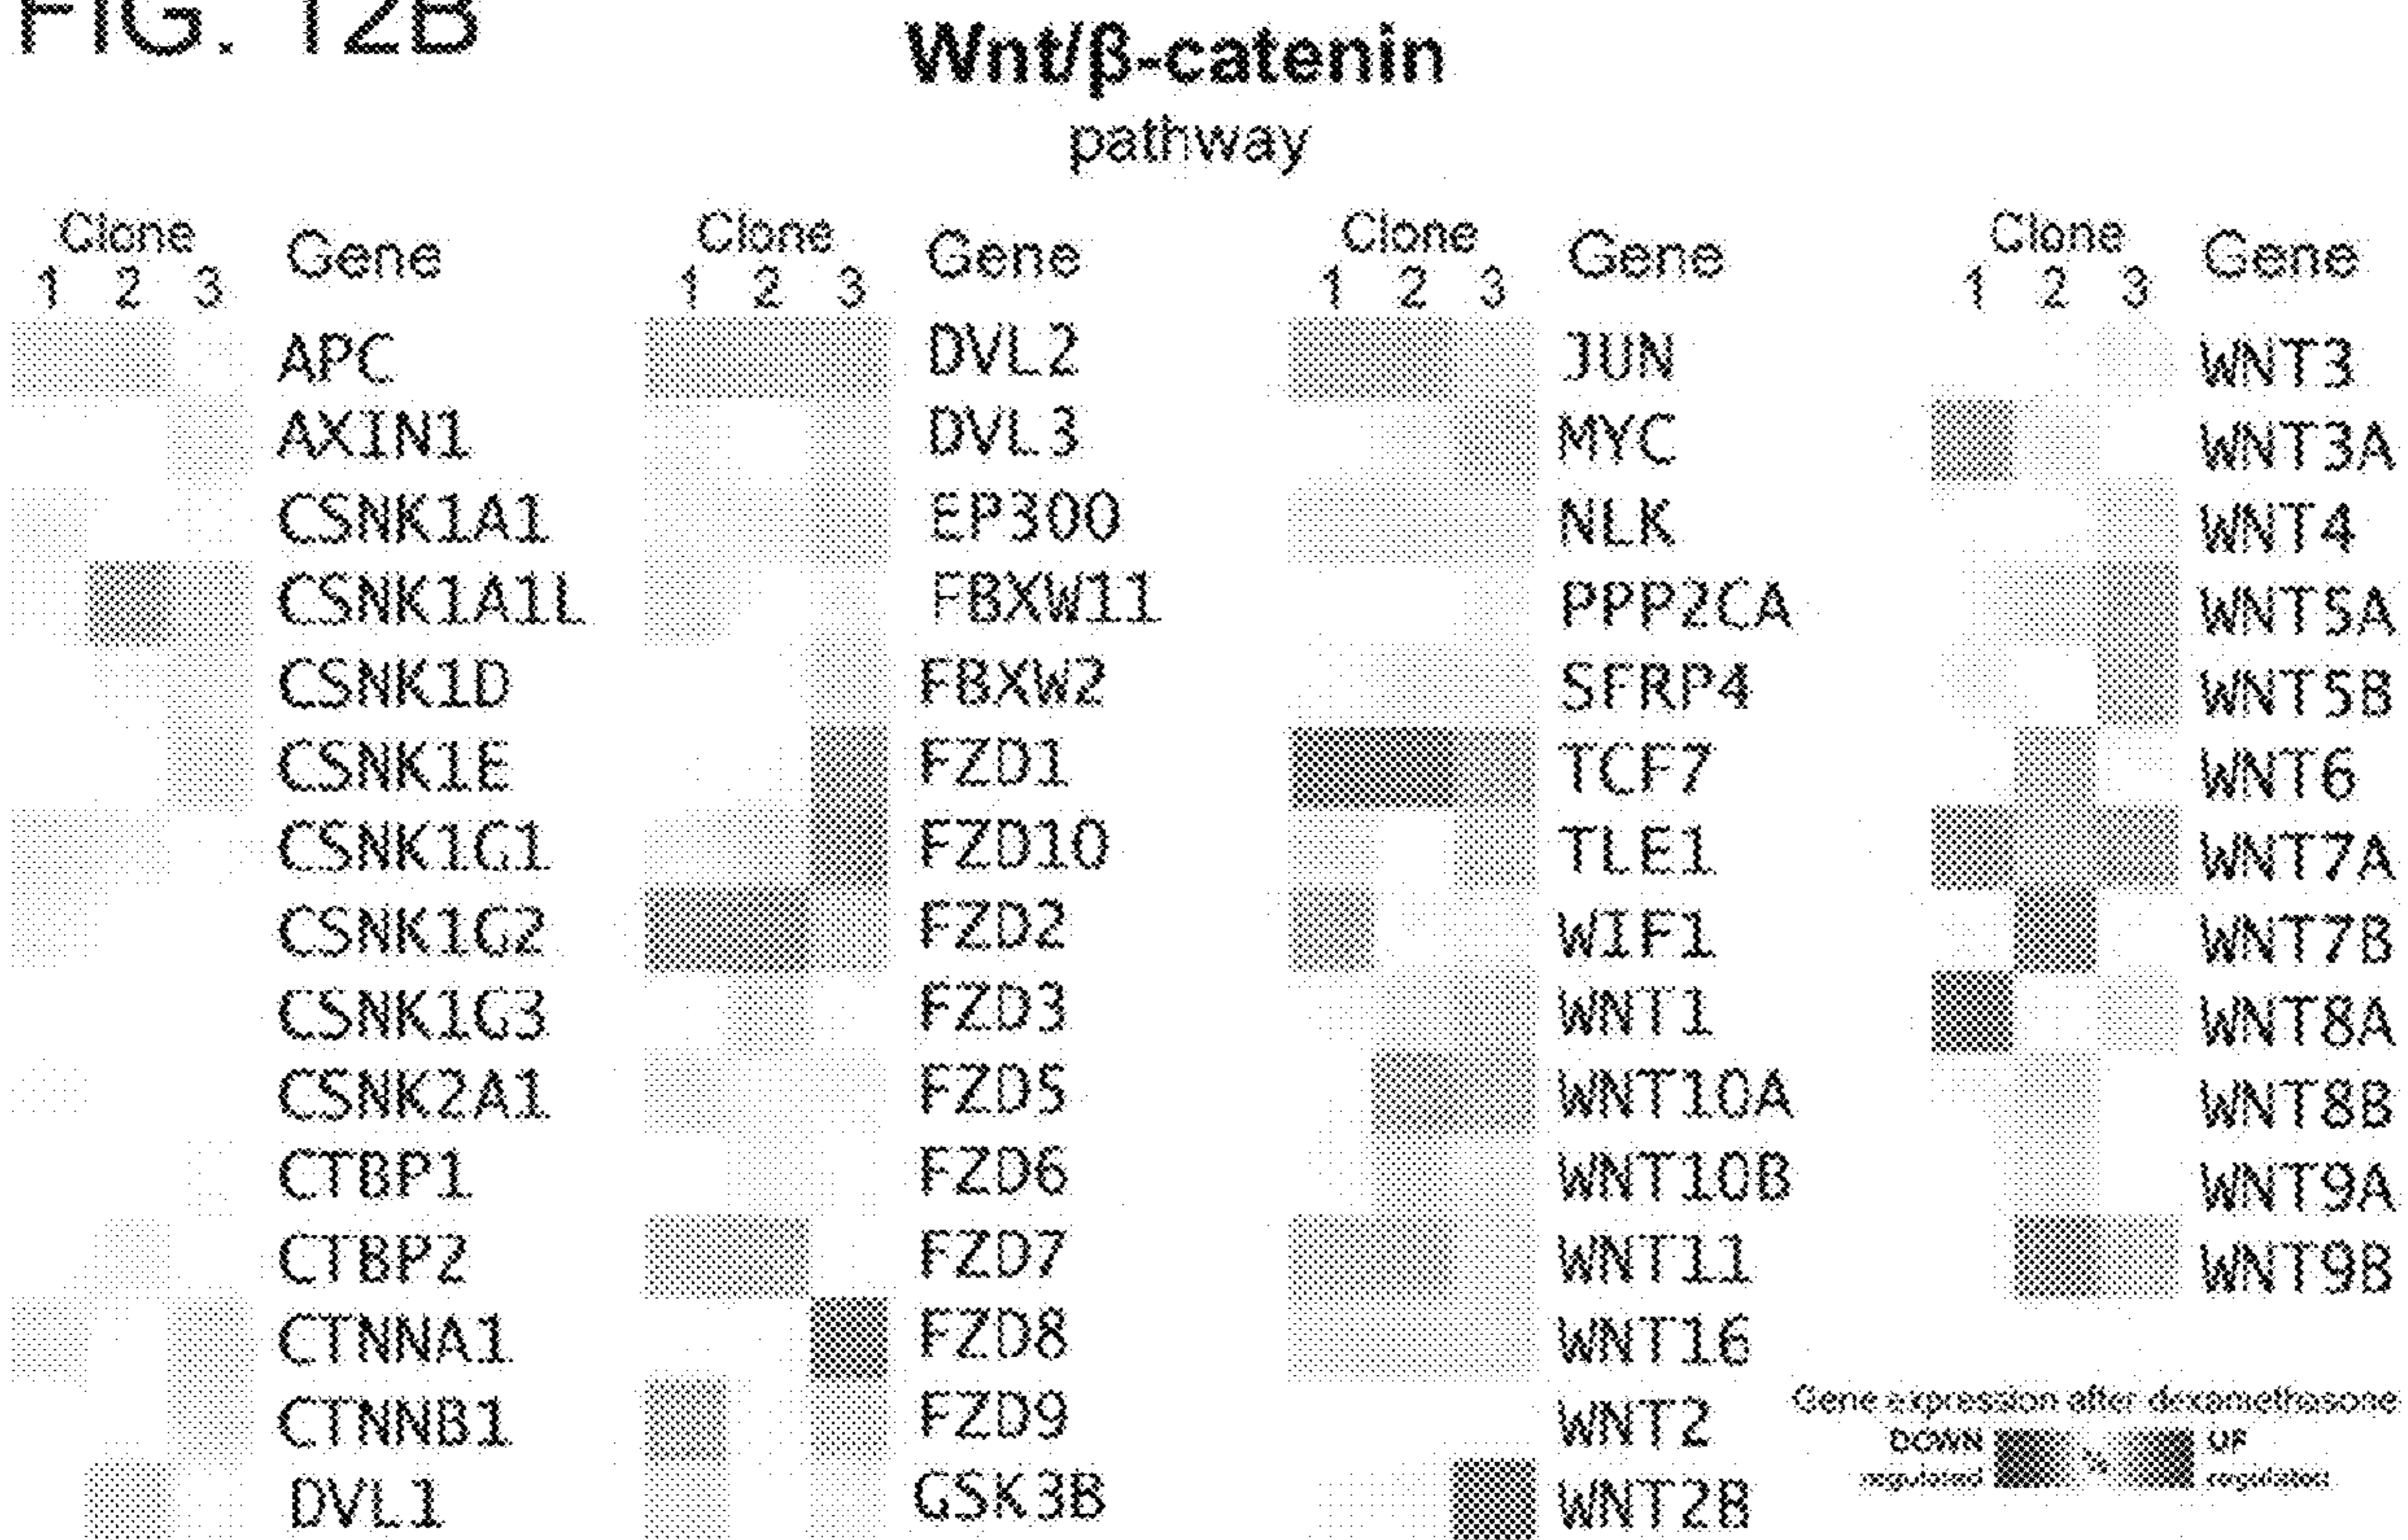 FIG. 12B
Wnt/β-catenin
pathway
Clone
1 2 3
Gene
APC
AXIN1
CSNK1A1
CSNK1A1L
CSNK1D
CSNK1E
CSNK1G1
CSNK1G2
CSNK1G3
CSNK2A1
CTBP1
CTBP2
CTNNA1
CTNNB1
DVL1
Clone
1 2 3
Gene
DVL2
DVL3
EP300
FBXW11
FBXW2
FZD1
FZD10
FZD2
FZD3
FZD5
FZD6
FZD7
FZD8
FZD9
GSK3B
Clone
1 2 3
Gene
JUN
MYC
NLK
PPP2CA
SFRP4
TCF7
TLE1
WIF1
WNT1
WNT10A
WNT10B
WNT11
WNT16
WNT2
WNT2B
Clone
1 2 3
Gene
WNT3
WNT3A
WNT4
WNT5A
WNT5B
WNT6
WNT7A
WNT7B
WNT8A
WNT8B
WNT9A
WNT9B
Gene expression after dexamethasone
DOWN % UP
regulated regulated